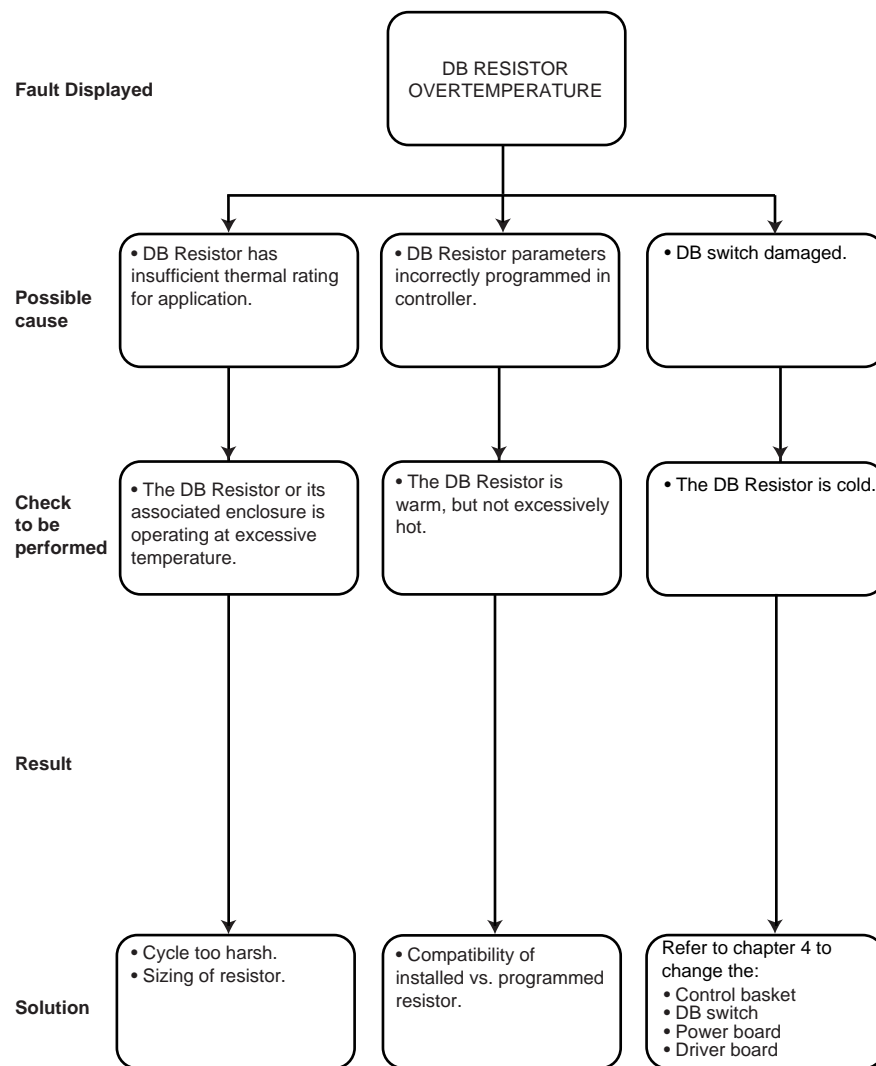 Fault Displayed
DB RESISTOR
OVERTEMPERATURE
Possible
cause
• DB Resistor has
insufficient thermal rating
for application.
• DB Resistor parameters
incorrectly programmed in
controller.
• DB switch damaged.
Check
to be
performed
• The DB Resistor or its
associated enclosure is
operating at excessive
temperature.
• The DB Resistor is
warm, but not excessively
hot.
• The DB Resistor is cold.
Result
Solution
• Cycle too harsh.
• Sizing of resistor.
• Compatibility of
installed vs. programmed
resistor.
Refer to chapter 4 to
change the:
• Control basket
• DB switch
• Power board
• Driver board